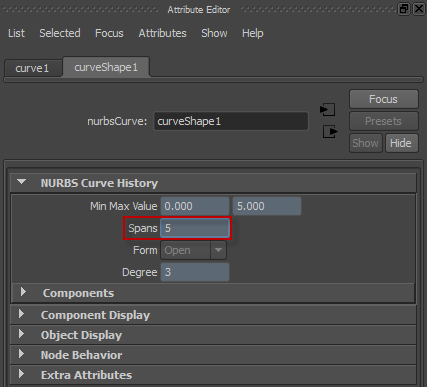 Attribute Editor
List Selected Focus Attributes Show Help
curve1 curveShape1
Focus
nurbsCurve: curveShape1
Presets
Show Hide
NURBS Curve History
Min Max Value 0.000 5.000
Spans 5
Form Open
Degree 3
Components
Component Display
Object Display
Node Behavior
Extra Attributes